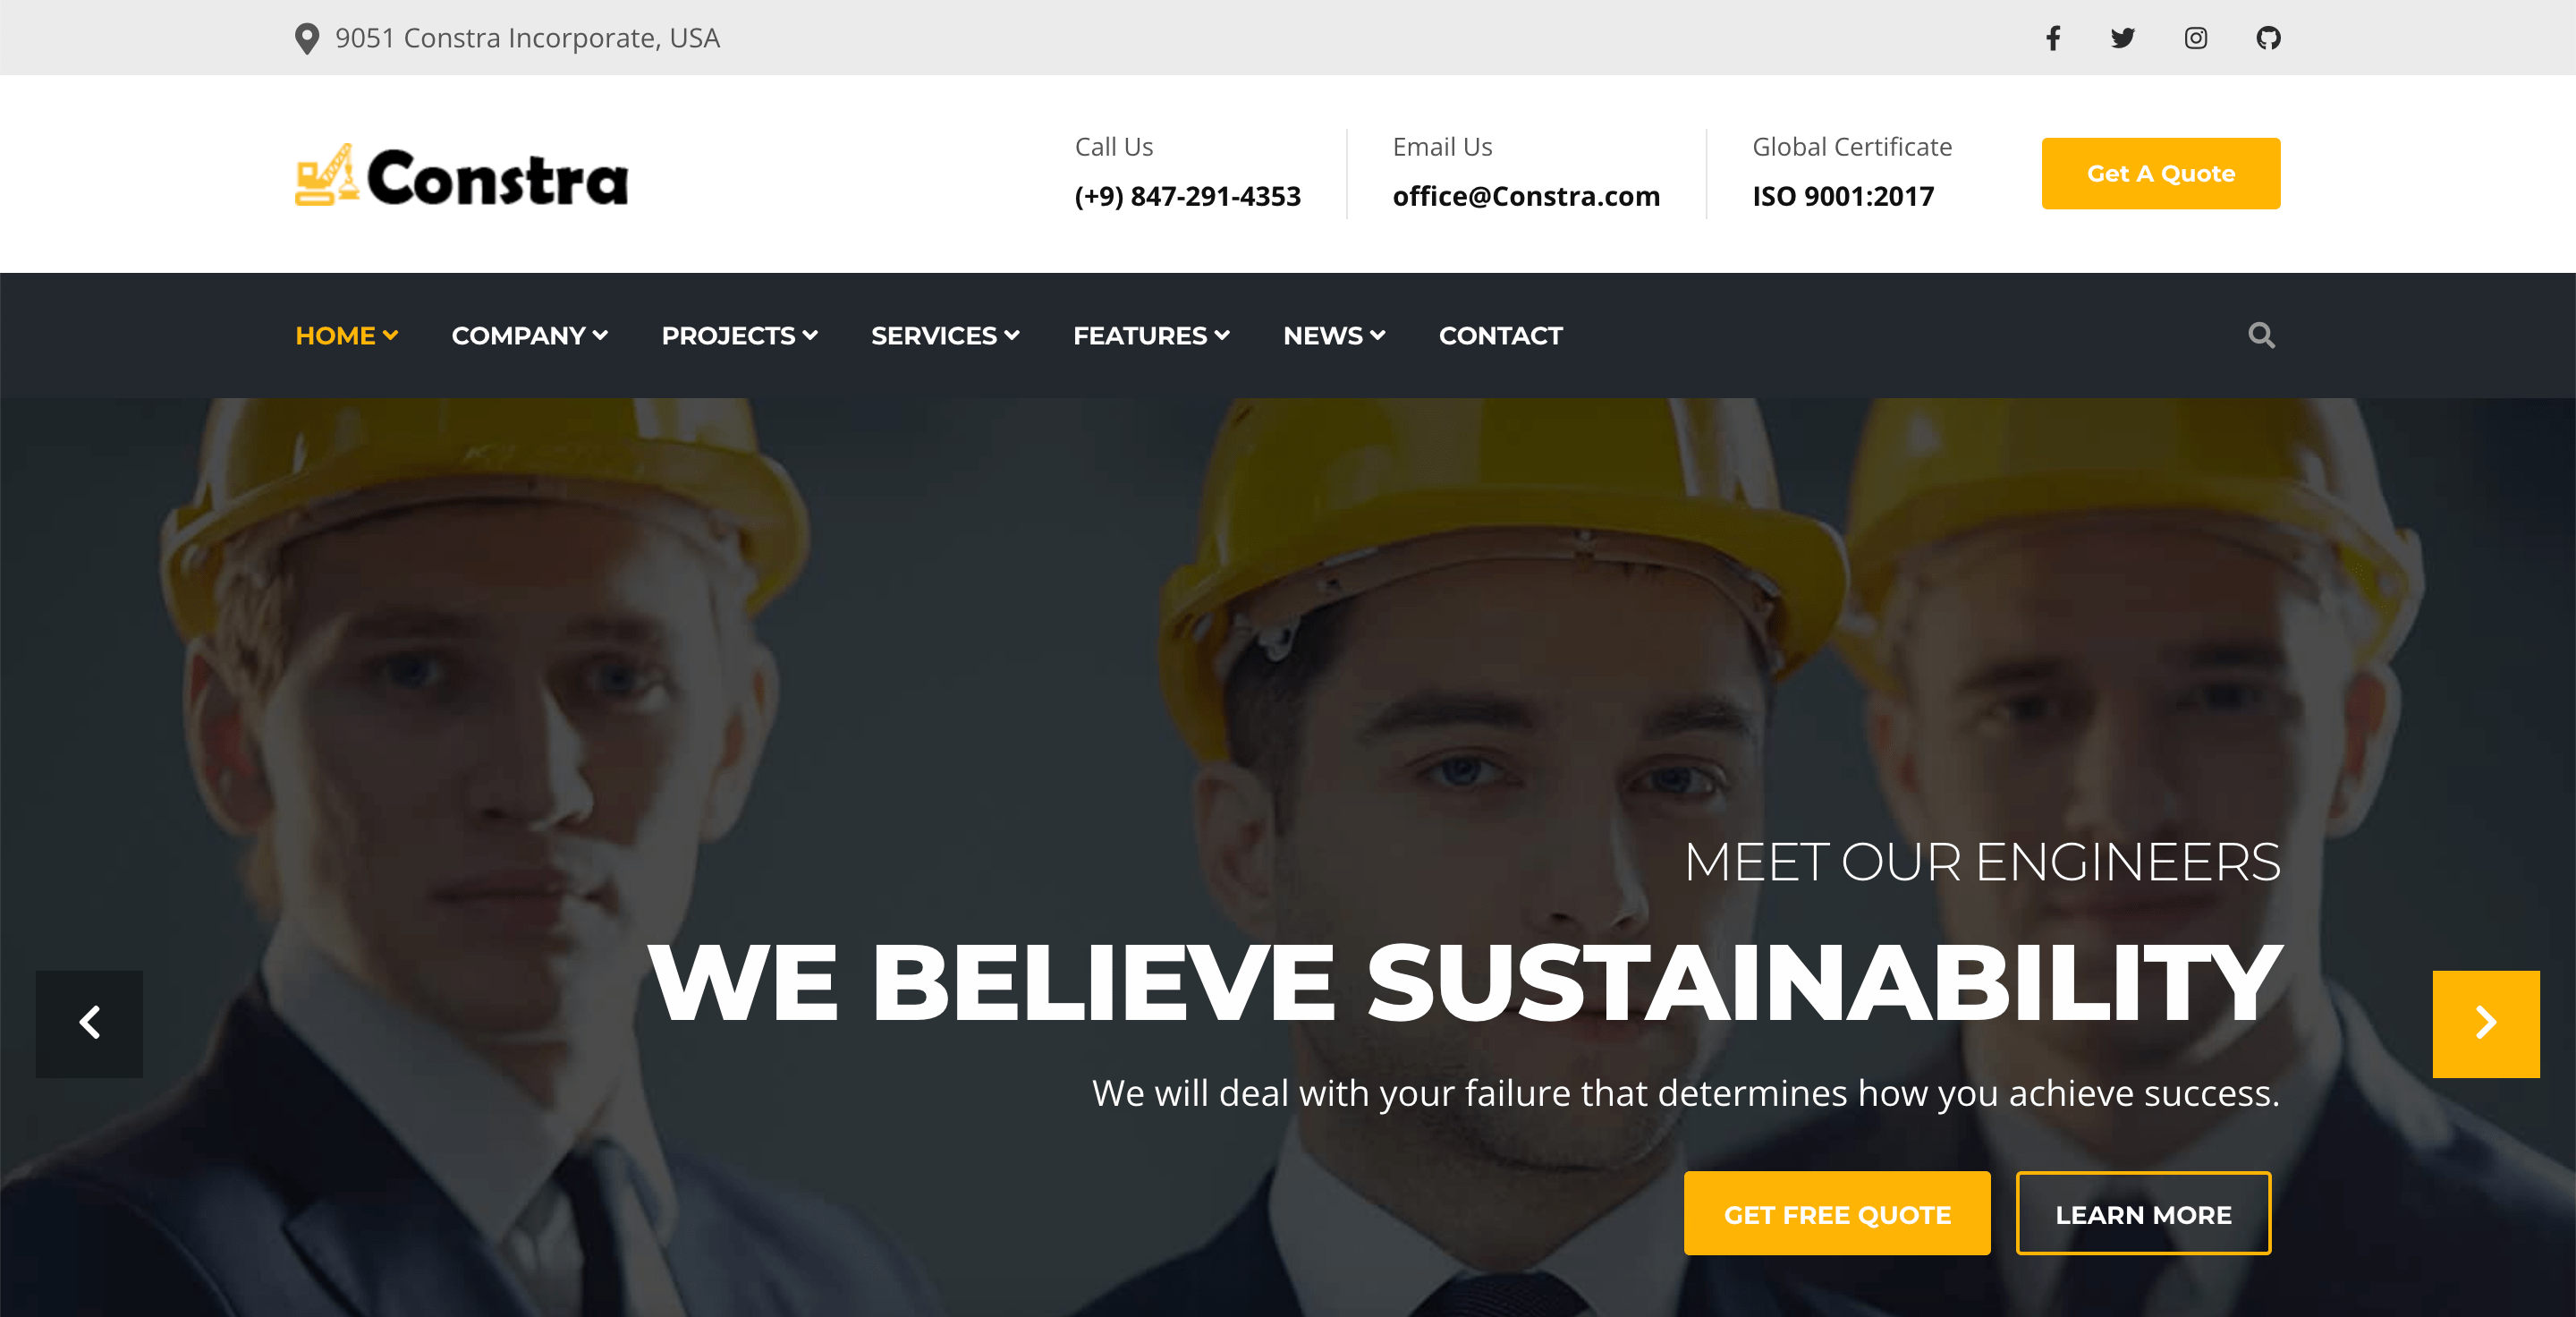 9051 Constra Incorporate, USA
Constra
Call Us
(+9) 847-291-4353
Email Us
office@Constra.com
Global Certificate
ISO 9001:2017
Get A Quote
HOME
COMPANY
PROJECTS
SERVICES
FEATURES
NEWS
CONTACT
MEET OUR ENGINEERS
WE BELIEVE SUSTAINABILITY
We will deal with your failure that determines how you achieve success.
GET FREE QUOTE
LEARN MORE